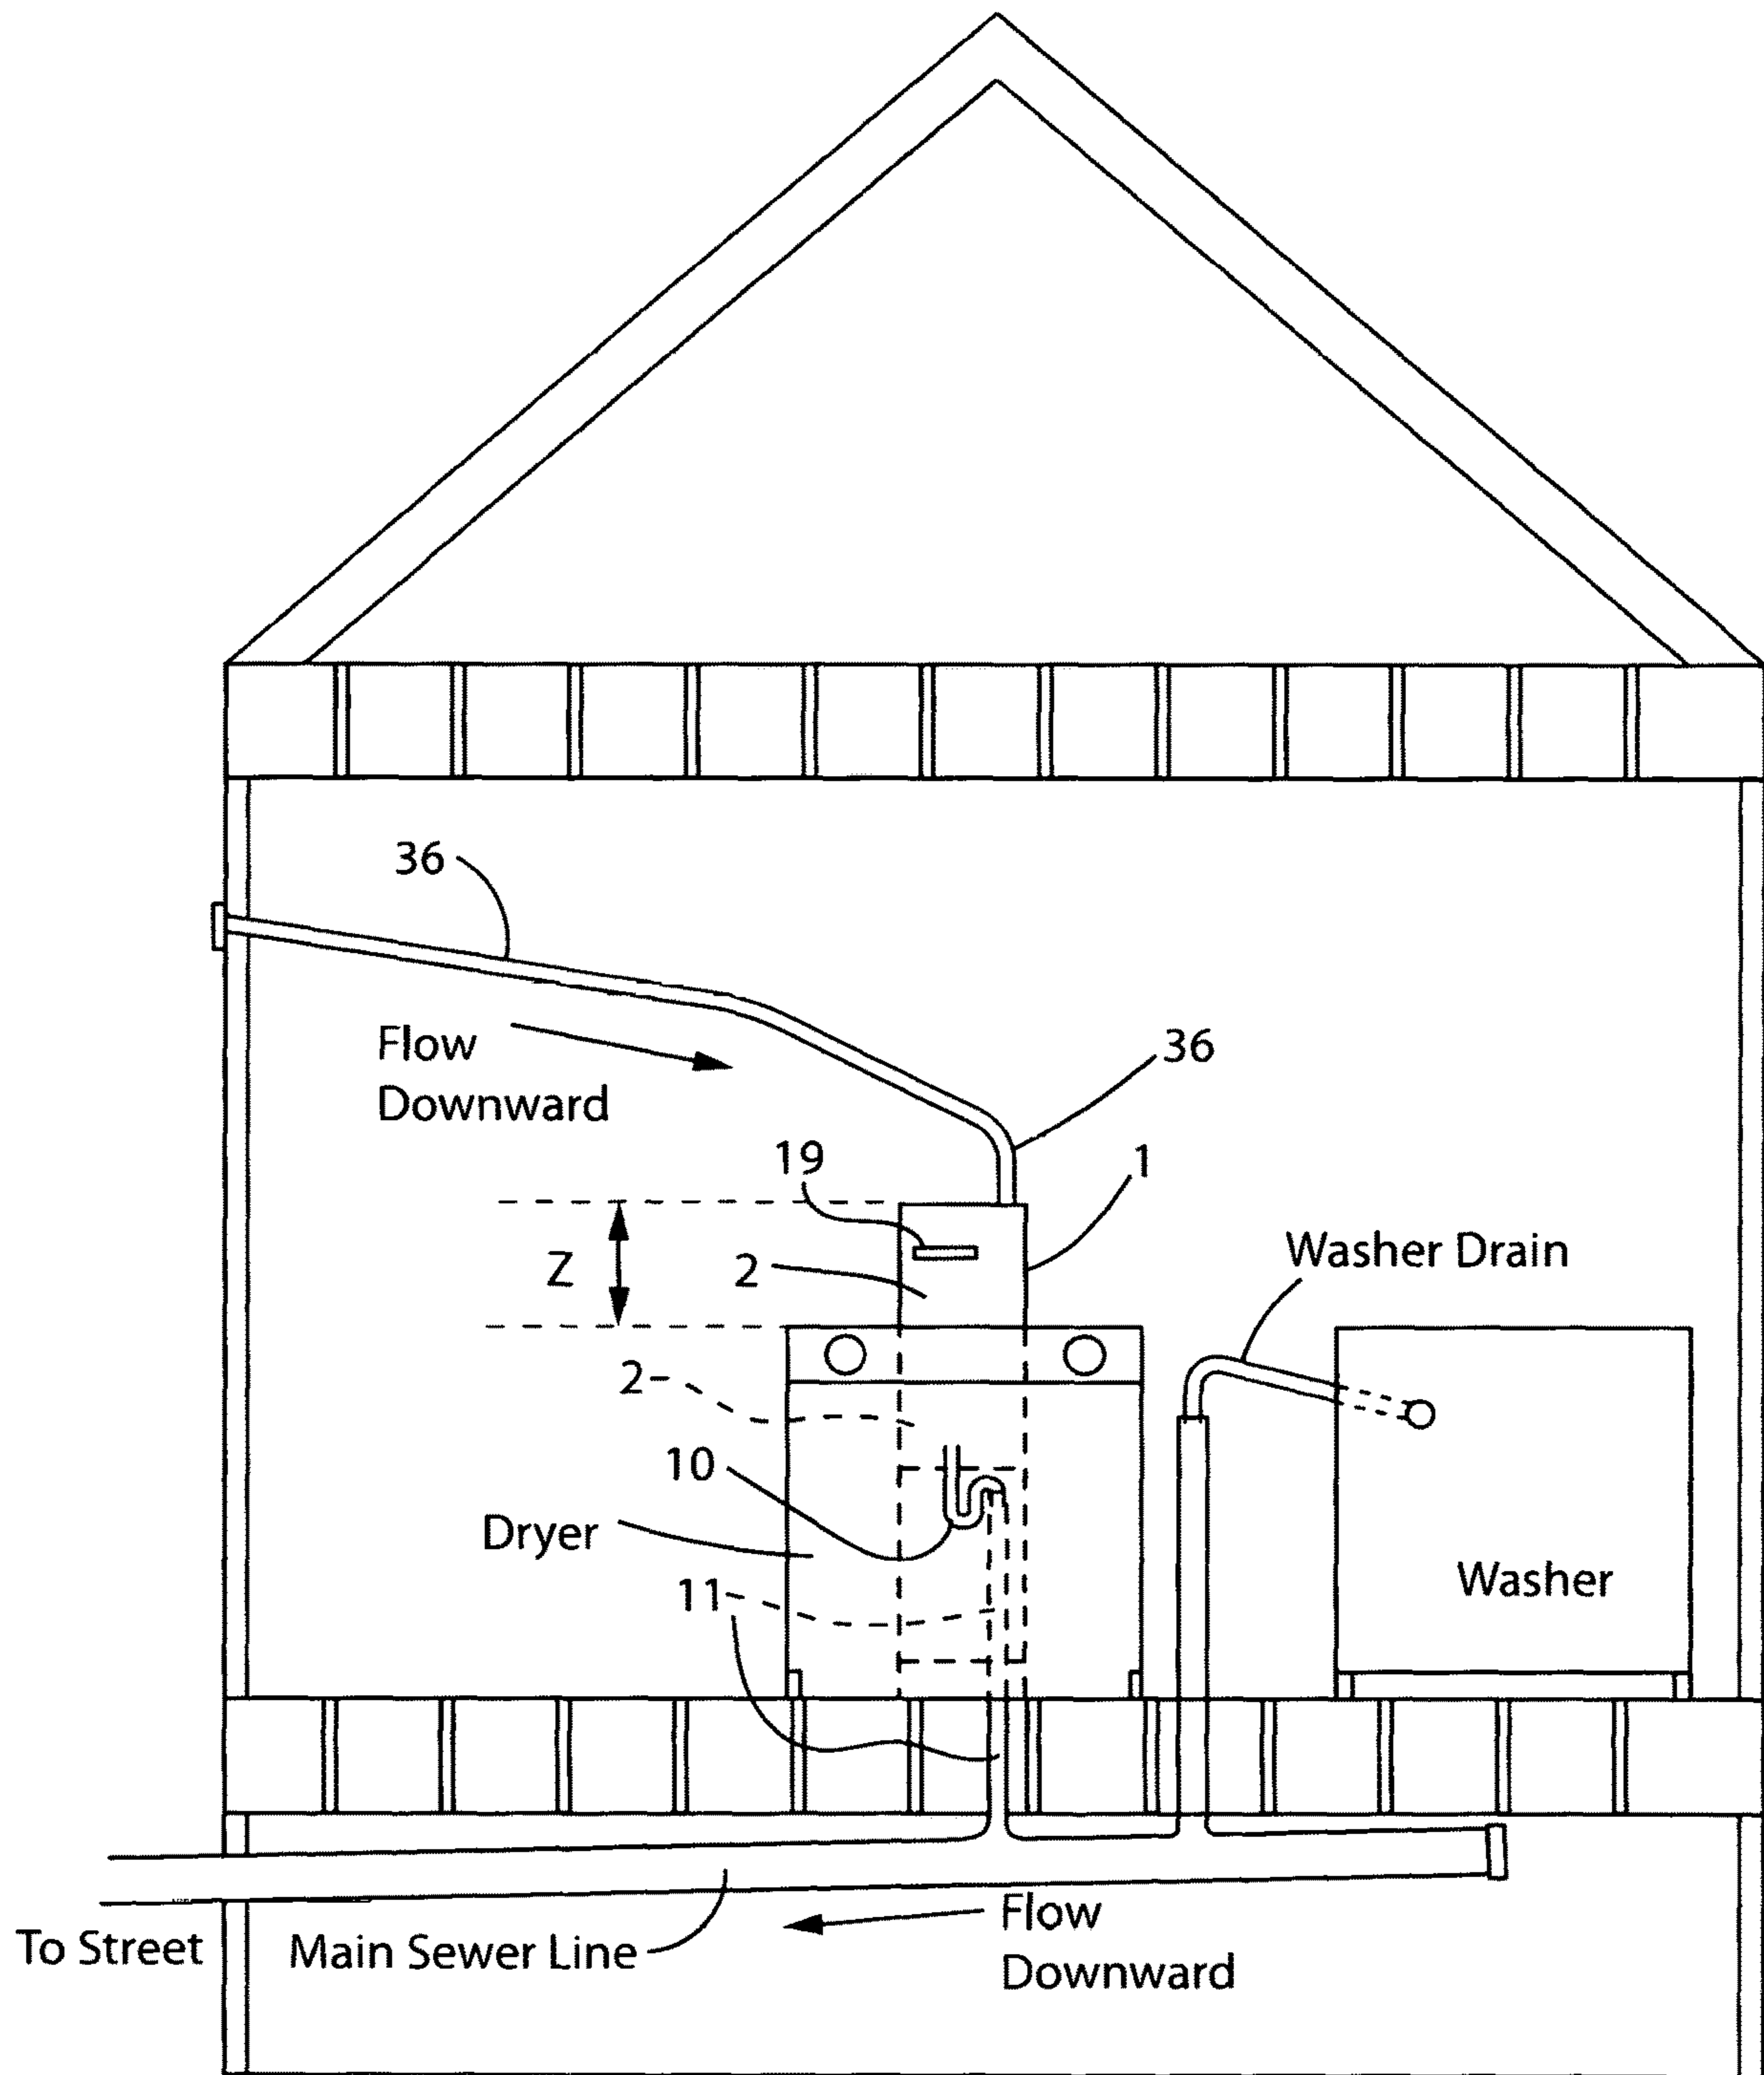 36
Flow
Downward
36
19
1
Z
2
Washer Drain
2
10
Dryer
11
Washer
To Street
Main Sewer Line
Flow
Downward